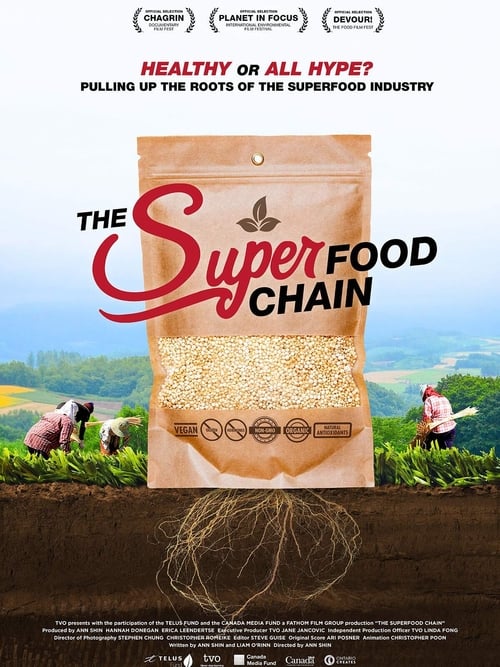 OFFICIAL SELECTION
CHAGRIN
DOCUMENTARY
FILM FEST
OFFICIAL SELECTION
PLANET IN FOCUS
INTERNATIONAL ENVIRONMENTAL
FILM FESTIVAL
OFFICIAL SELECTION
DEVOUR!
THE FOOD FILM FEST
HEALTHY OR ALL HYPE?
PULLING UP THE ROOTS OF THE SUPERFOOD INDUSTRY
THE Super FOOD
CHAIN
VEGAN
NON-GMO
ORGANIC
NATURAL
ANTIOXIDANTS
TVO PRESENTS WITH THE PARTICIPATION OF THE TELUS FUND AND THE CANADA MEDIA FUND A FATHOM FILM GROUP PRODUCTION "THE SUPERFOOD CHAIN"
Produced by ANN SHIN HANNAH DONEGAN ERICA LEENDERTSE Executive Producer TVO JANE JANCOVIC Independent Production Officer TVO LINDA FONG
Director of Photography STEPHEN CHUNG CHRISTOPHER ROMEIKE Editor STEVE GUISE Original Score ARI POSNER Animation CHRISTOPHER POON
Written by ANN SHIN and LIAM O'RINN Directed by ANN SHIN
TELUS
fund
tvo
Canada
Media Fund
Canada
ONTARIO
CREATES